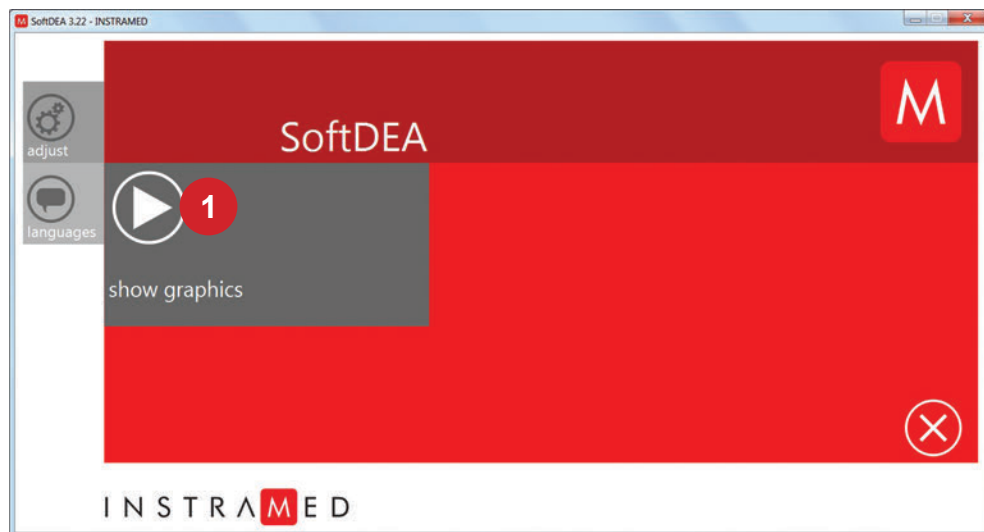 SoftDEA 3.22 - INSTRAMED
M
SoftDEA
adjust
1
languages
show graphics
INSTRAMED